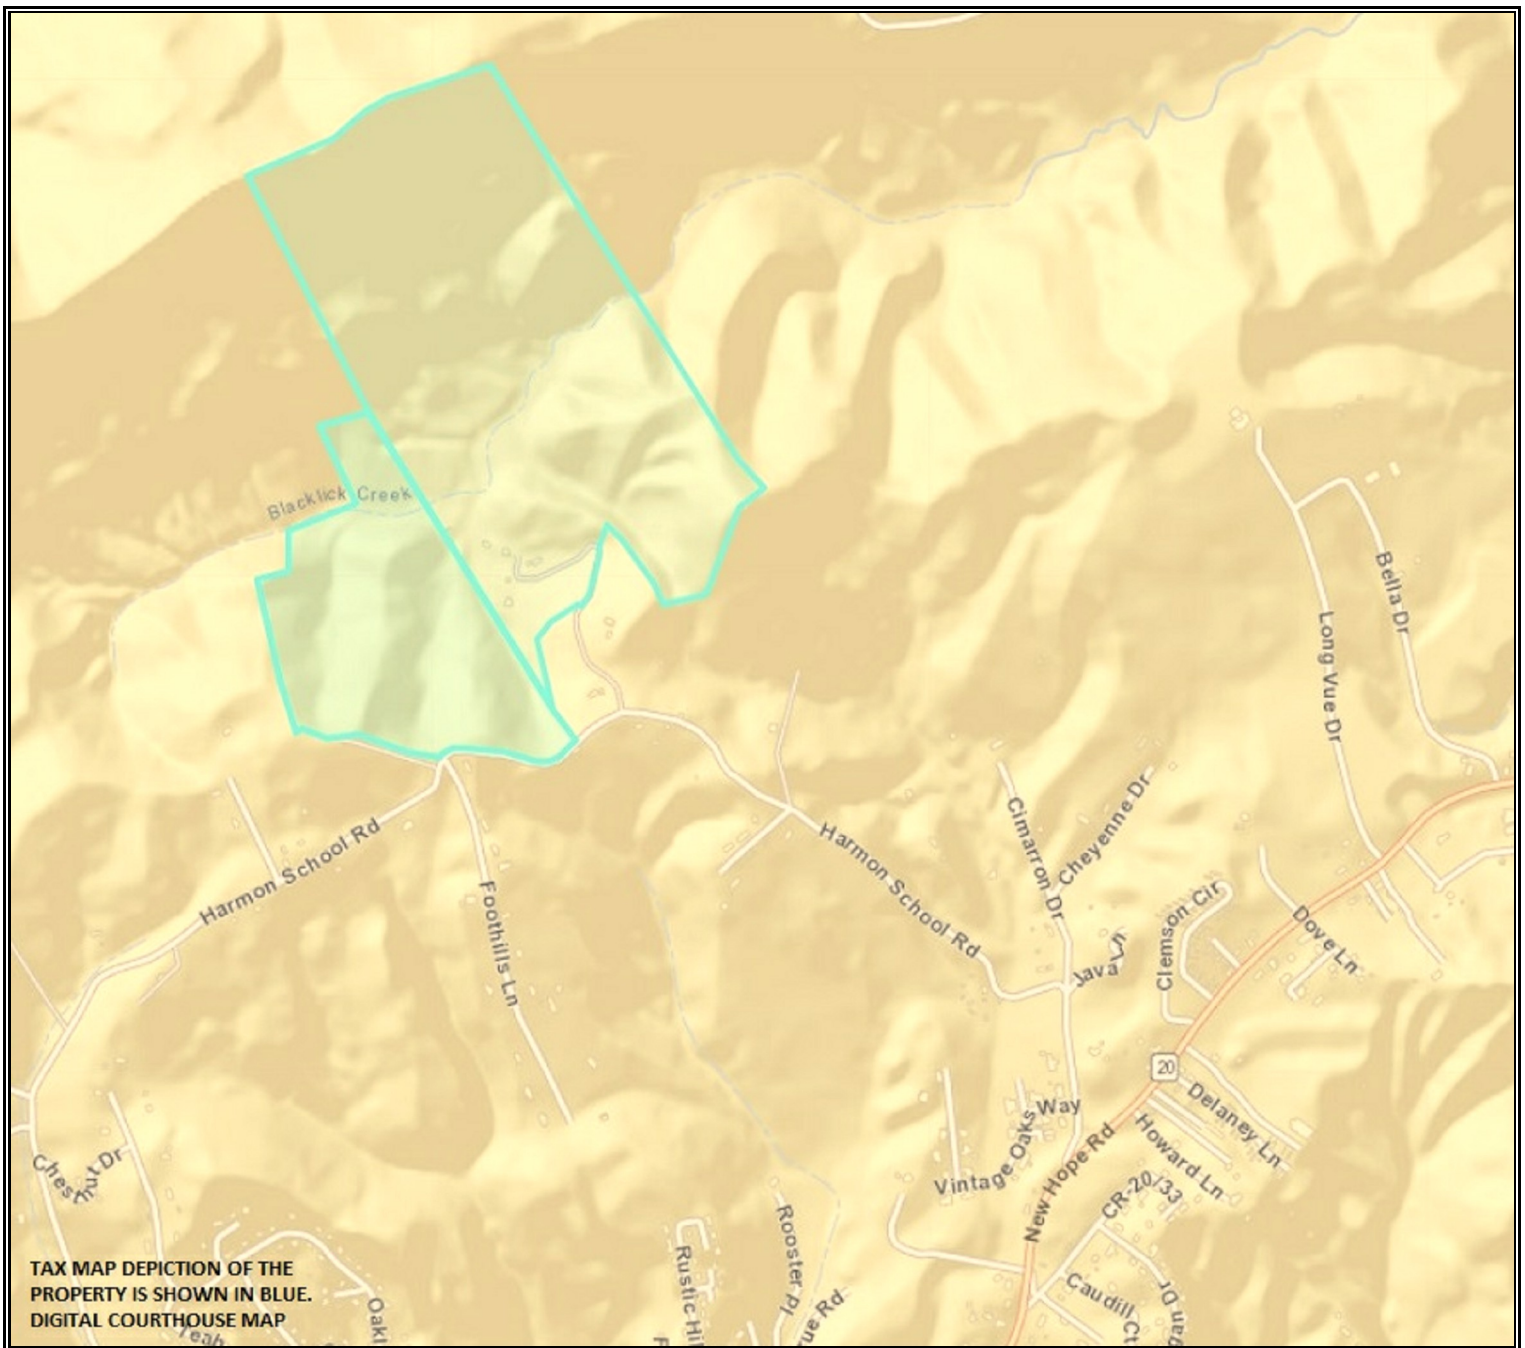 Blacklick Creek
Bella Dr
Long Vue Dr
Harmon School Rd
Cimarron Dr
Cheyenne Dr
Harmon School Rd
Foothills Ln
Clemson Cir
Dove Ln
Java Ln
20
Delaney Ln
Vintage Oaks Way
Howard Ln
New Hope Rd
Chestnut Dr
CR-20/33
Rooster
Rustic
Caudill Ct
TAX MAP DEPICTION OF THE
PROPERTY IS SHOWN IN BLUE.
DIGITAL COURTHOUSE MAP